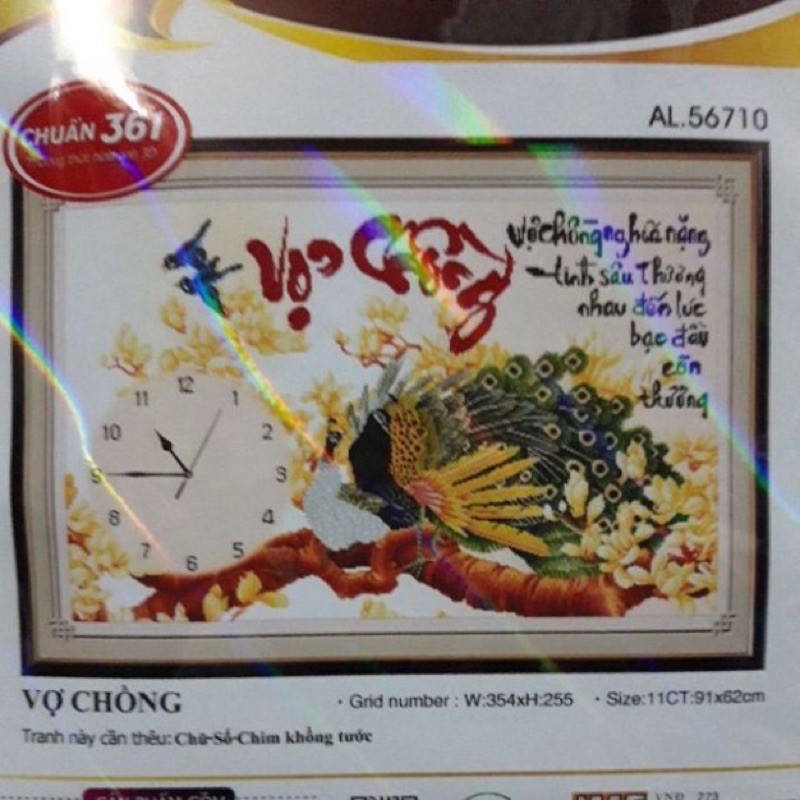 CHUẨN 361
AL.56710
Vợ Chồng
Vợ chồng nghĩa nặng
tình sâu Thương
nhau đến lúc
bạc đầu
còn
thương
12
11
1
10
2
9
3
8
4
7
5
6
VỢ CHỒNG
· Grid number : W:354xH:255
· Size:11CT:91x62cm
Tranh này cần thêu: Chữ-Số-Chim khổng tước